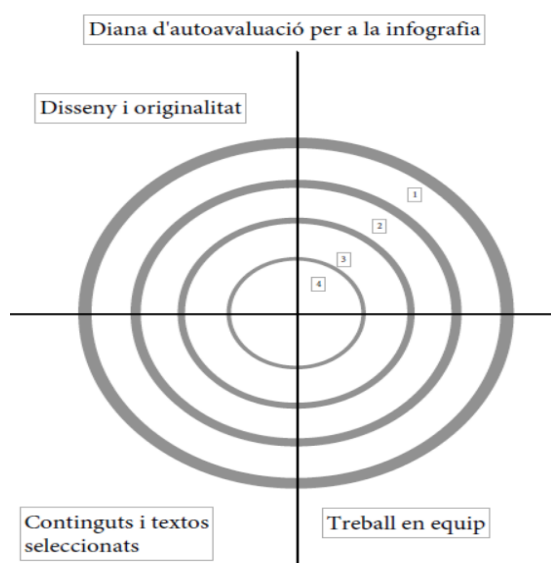 Diana d'autoavaluació per a la infografia
Disseny i originalitat
1
2
3
4
Continguts i textos
seleccionats
Treball en equip